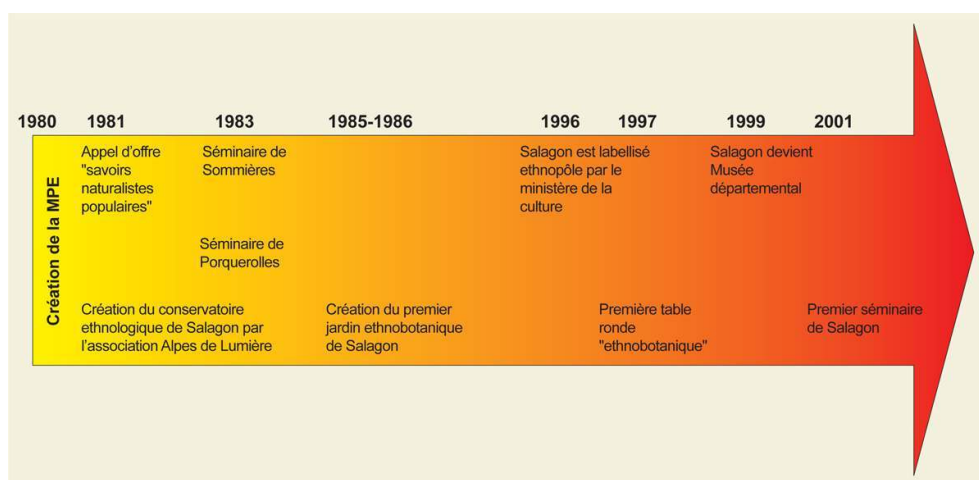 1980 1981 1983 1985-1986 1996 1997 1999 2001
Création de la MPE
Appel d'offre
"savoirs
naturalistes
populaires"
Séminaire de
Sommières
Salagon est labellisé
ethnopôle par le
ministère de la
culture
Salagon devient
Musée
départemental
Séminaire de
Porquerolles
Création du conservatoire
ethnologique de Salagon par
l'association Alpes de Lumière
Création du premier
jardin ethnobotanique
de Salagon
Première table
ronde
"ethnobotanique"
Premier séminaire
de Salagon